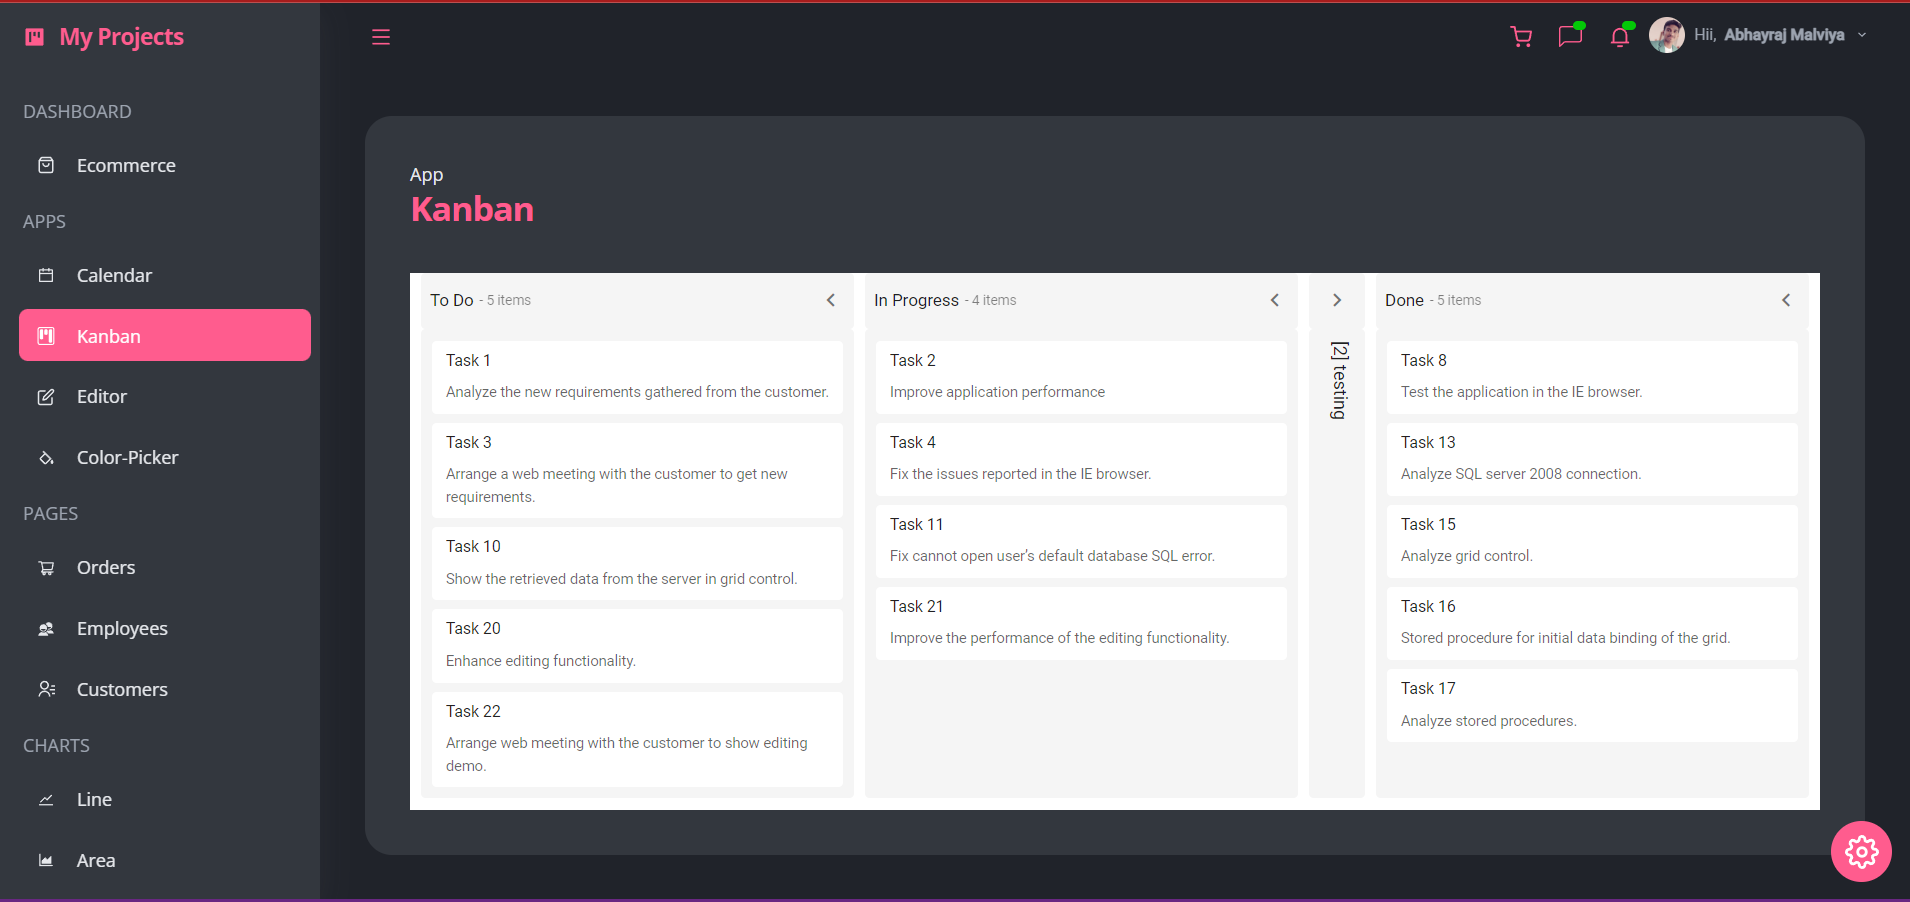 My Projects
Hii, Abhayraj Malviya
DASHBOARD
Ecommerce
APPS
Calendar
Kanban
Editor
Color-Picker
PAGES
Orders
Employees
Customers
CHARTS
Line
Area
App
Kanban
To Do - 5 items
Task 1
Analyze the new requirements gathered from the customer.
Task 3
Arrange a web meeting with the customer to get new
requirements.
Task 10
Show the retrieved data from the server in grid control.
Task 20
Enhance editing functionality.
Task 22
Arrange web meeting with the customer to show editing
demo.
In Progress - 4 items
Task 2
Improve application performance
Task 4
Fix the issues reported in the IE browser.
Task 11
Fix cannot open user’s default database SQL error.
Task 21
Improve the performance of the editing functionality.
[2] testing
Done - 5 items
Task 8
Test the application in the IE browser.
Task 13
Analyze SQL server 2008 connection.
Task 15
Analyze grid control.
Task 16
Stored procedure for initial data binding of the grid.
Task 17
Analyze stored procedures.